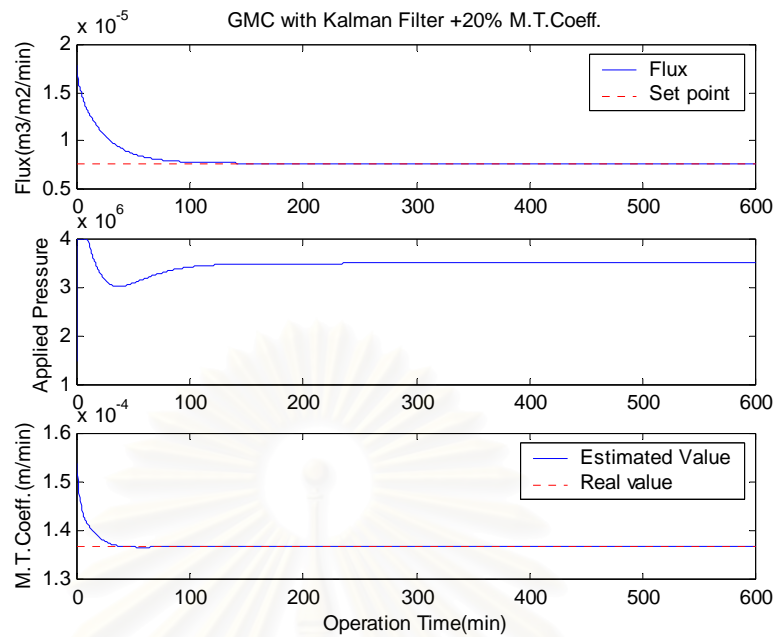 GMC with Kalman Filter +20% M.T.Coeff.
x 10^-5
2
1.5
1
0.5
Flux(m3/m2/min)
Flux
Set point
0 100 200 300 400 500 600
x 10^6
4
3
2
1
Applied Pressure
0 100 200 300 400 500 600
x 10^-4
1.6
1.5
1.4
1.3
M.T.Coeff.(m/min)
Estimated Value
Real value
0 100 200 300 400 500 600
Operation Time(min)